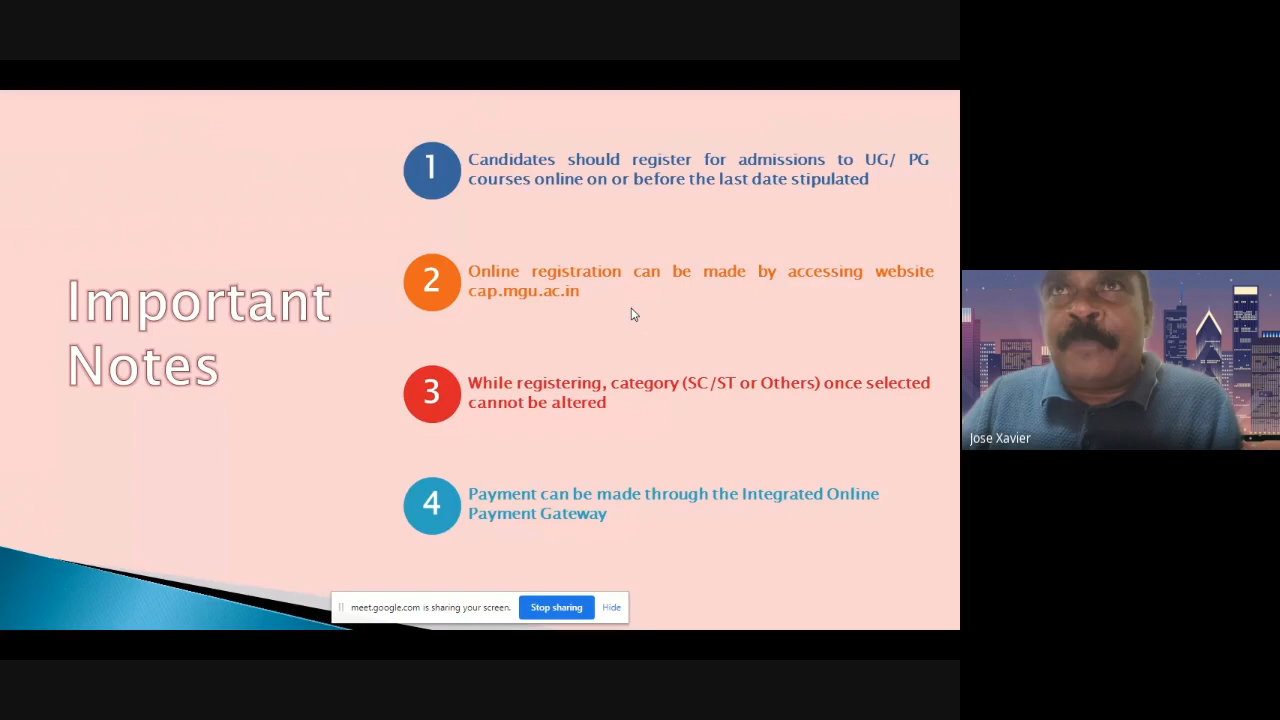 Important
Notes
1
Candidates should register for admissions to UG/ PG
courses online on or before the last date stipulated
2
Online registration can be made by accessing website
cap.mgu.ac.in
3
While registering, category (SC/ST or Others) once selected
cannot be altered
4
Payment can be made through the Integrated Online
Payment Gateway
meet.google.com is sharing your screen.
Stop sharing
Hide
Jose Xavier